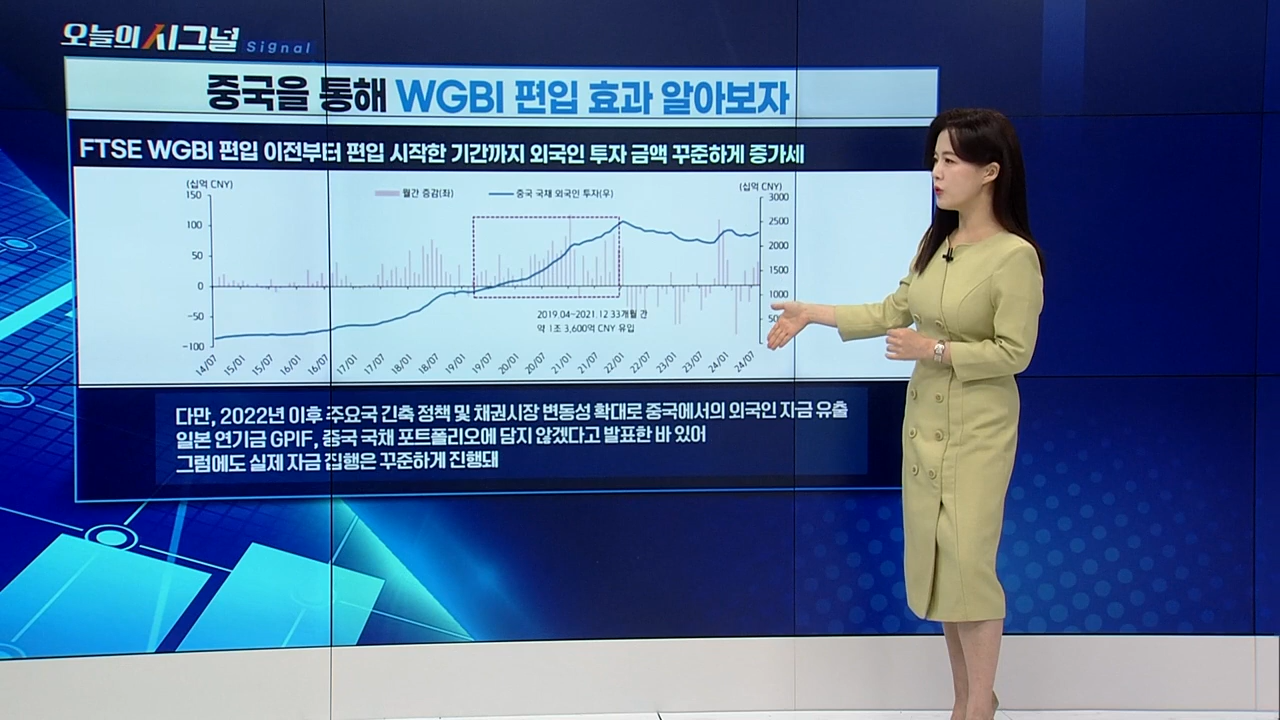 오늘의 시그널 Signal
중국을 통해 WGBI 편입 효과 알아보자
FTSE WGBI 편입 이전부터 편입 시작한 기간까지 외국인 투자 금액 꾸준하게 증가세
(십억 CNY)
월간 증감(좌)
중국 국채 외국인 투자(우)
(십억 CNY)
150
100
50
0
-50
-100
3000
2500
2000
1500
1000
2019.04~2021.12 33개월 간
약 1조 3,600억 CNY 유입
14/07 15/01 15/07 16/01 16/07 17/01 17/07 18/01 18/07 19/01 19/07 20/01 20/07 21/01 21/07 22/01 22/07 23/01 23/07 24/01 24/07
다만, 2022년 이후 주요국 긴축 정책 및 채권시장 변동성 확대로 중국에서의 외국인 자금 유출
일본 연기금 GPIF, 중국 국채 포트폴리오에 담지 않겠다고 발표한 바 있어
그럼에도 실제 자금 집행은 꾸준하게 진행돼